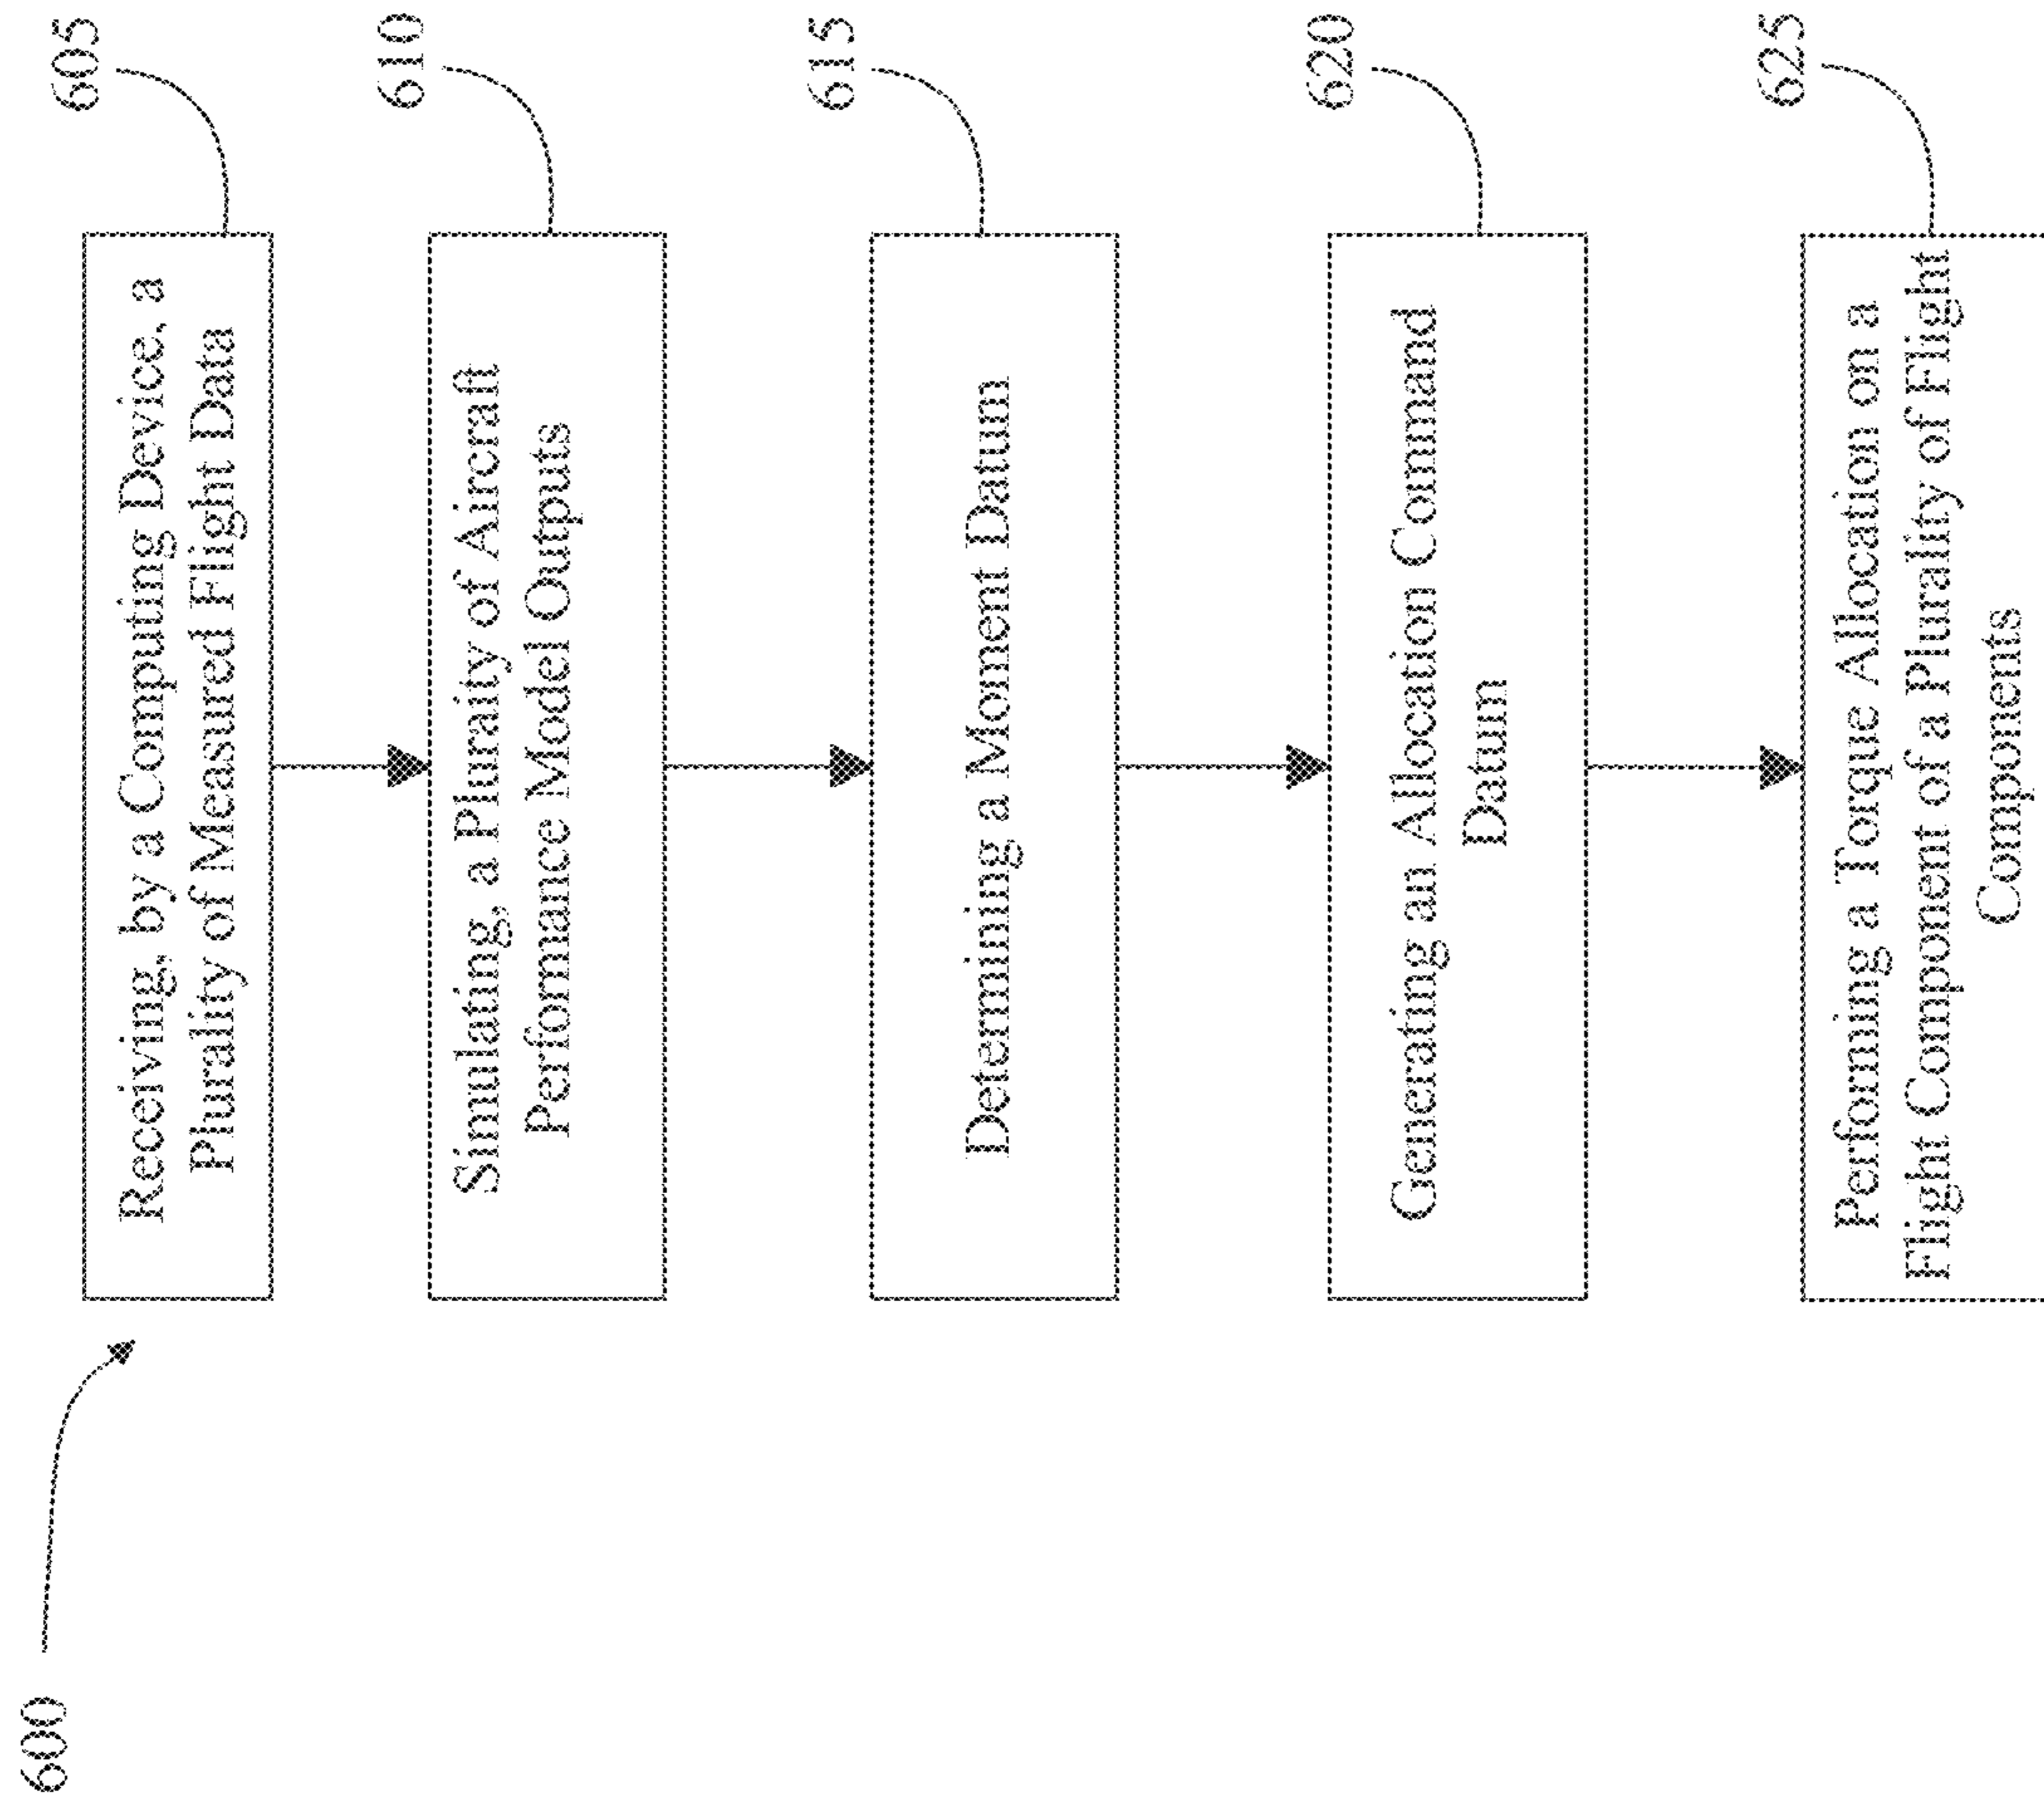 600
605
Receiving, by a Computing Device, a
Plurality of Measured Flight Data
610
Simulating, a Plurality of Aircraft
Performance Model Outputs
615
Determining a Moment Datum
620
Generating an Allocation Command
Datum
625
Performing a Torque Allocation on a
Flight Component of a Plurality of Flight
Components